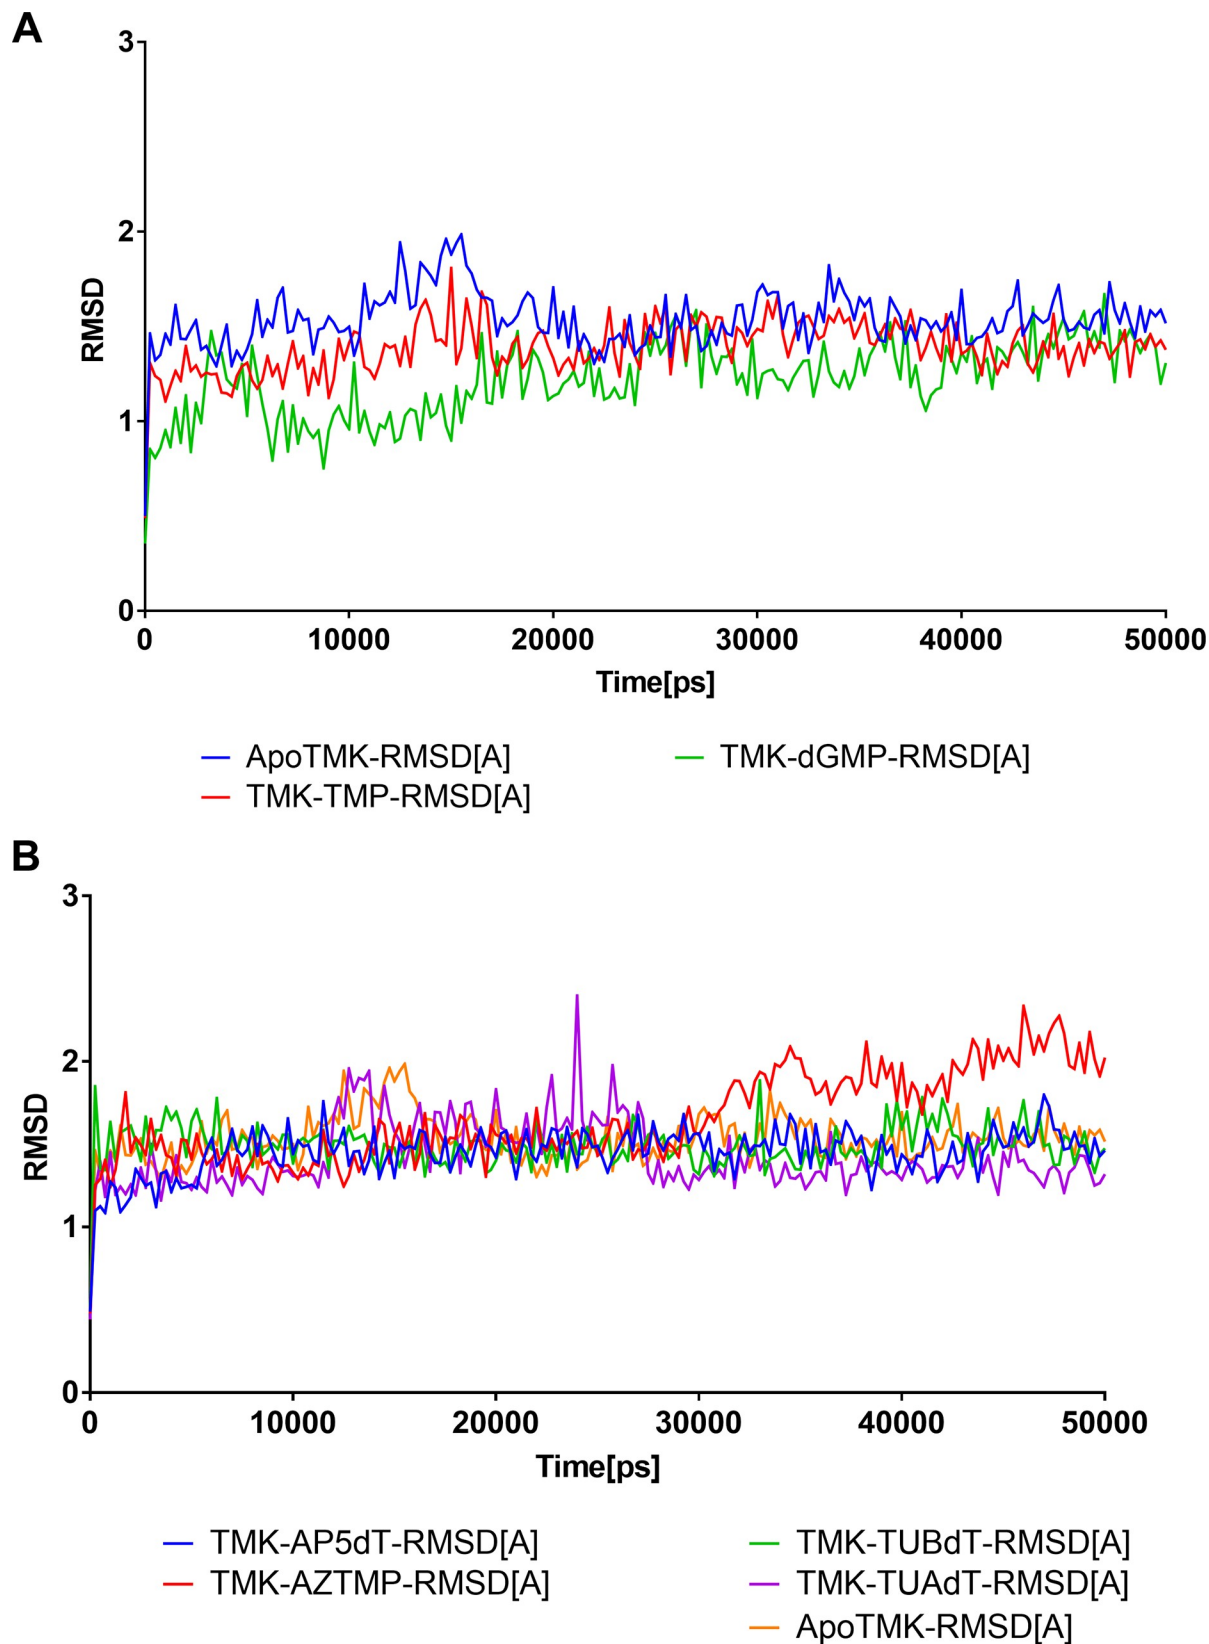 A
3
2
1
0
RMSD
0 10000 20000 30000 40000 50000
Time[ps]
ApoTMK-RMSD[A] TMK-dGMP-RMSD[A]
TMK-TMP-RMSD[A]
B
3
2
1
0
RMSD
0 10000 20000 30000 40000 50000
Time[ps]
TMK-AP5dT-RMSD[A] TMK-TUBdT-RMSD[A]
TMK-AZTMP-RMSD[A] TMK-TUAdT-RMSD[A]
ApoTMK-RMSD[A]